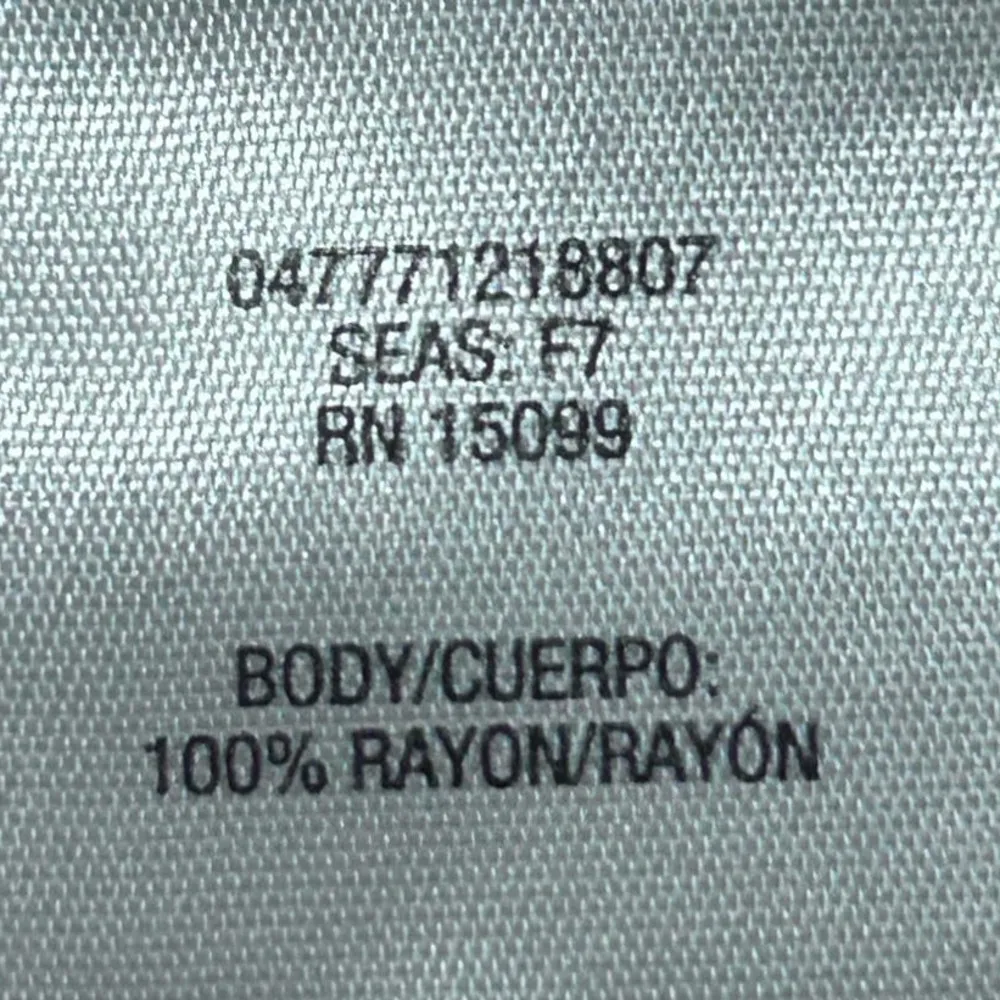 047771218807
SEAS: F7
RN 15099
BODY/CUERPO:
100% RAYON/RAYÓN